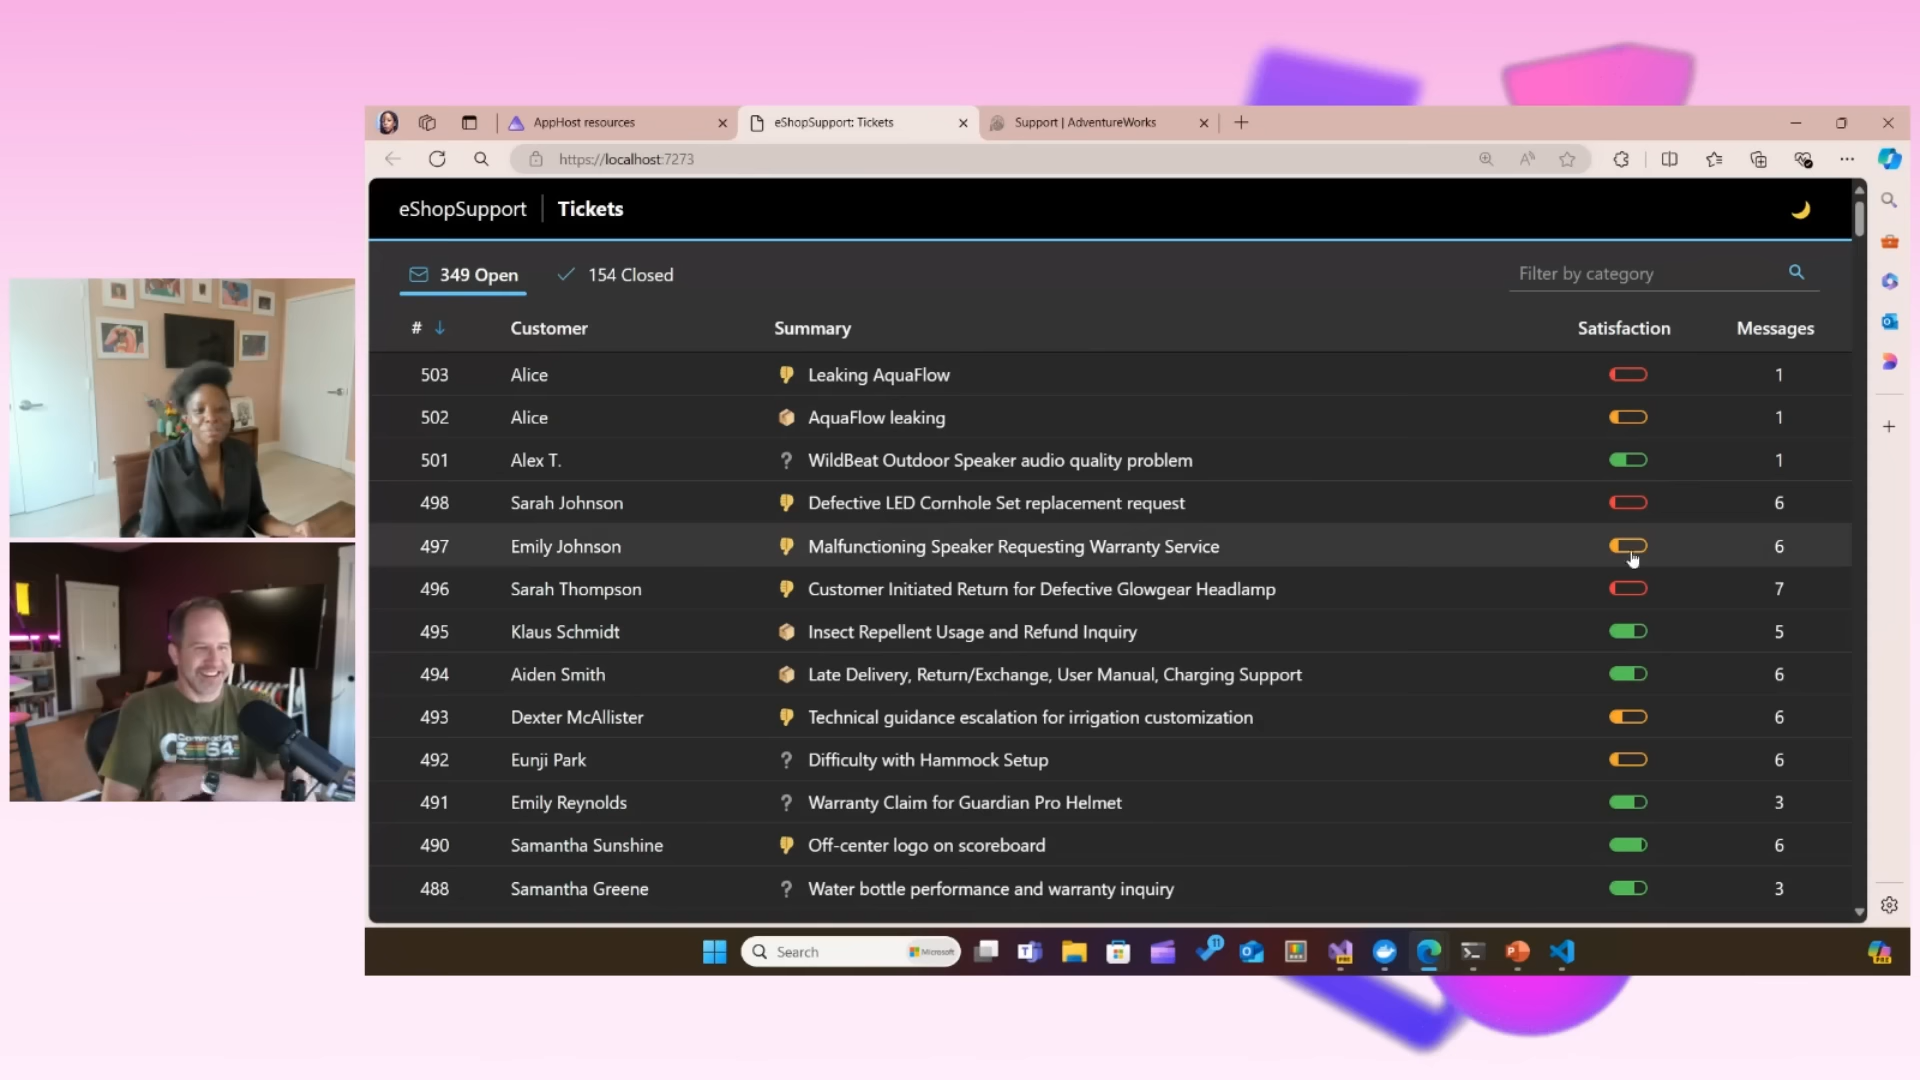 AppHost resources
eShopSupport: Tickets
Support | AdventureWorks
https://localhost:7273
eShopSupport | Tickets
349 Open
154 Closed
Filter by category
# Customer Summary Satisfaction Messages
503 Alice Leaking AquaFlow 1
502 Alice AquaFlow leaking 1
501 Alex T. ? WildBeat Outdoor Speaker audio quality problem 1
498 Sarah Johnson Defective LED Cornhole Set replacement request 6
497 Emily Johnson Malfunctioning Speaker Requesting Warranty Service 6
496 Sarah Thompson Customer Initiated Return for Defective Glowgear Headlamp 7
495 Klaus Schmidt Insect Repellent Usage and Refund Inquiry 5
494 Aiden Smith Late Delivery, Return/Exchange, User Manual, Charging Support 6
493 Dexter McAllister Technical guidance escalation for irrigation customization 6
492 Eunji Park ? Difficulty with Hammock Setup 6
491 Emily Reynolds ? Warranty Claim for Guardian Pro Helmet 3
490 Samantha Sunshine Off-center logo on scoreboard 6
488 Samantha Greene ? Water bottle performance and warranty inquiry 3
Commodore
64
Search
Microsoft
11
PRE
PRE